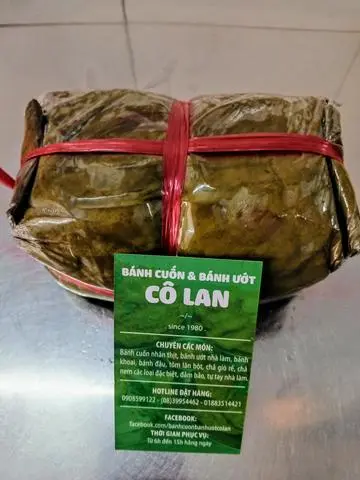 BÁNH CUỐN & BÁNH ƯỚT
CÔ LAN
~/~
since 1980
CHUYÊN CÁC MÓN:
Bánh cuốn nhân thịt, bánh ướt nhà làm, bánh
khoai, bánh đậu, tôm lăn bột, chả giò rế, chả
nem các loại đặc biệt, đảm bảo, tự tay nhà làm.
HOTLINE ĐẶT HÀNG:
0908599122 - (08)39954462 - 01883514421
FACEBOOK:
facebook.com/banhcuonbanhuotcolan
THỜI GIAN PHỤC VỤ:
Từ 6h đến 15h hằng ngày